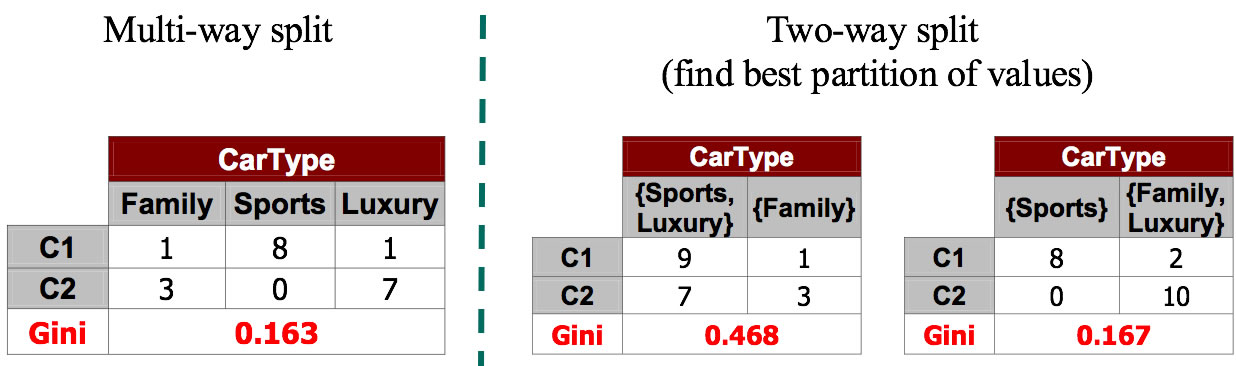 Multi-way split
CarType
Family Sports Luxury
C1 1 8 1
C2 3 0 7
Gini 0.163
Two-way split
(find best partition of values)
CarType
{Sports,
Luxury} {Family}
C1 9 1
C2 7 3
Gini 0.468
CarType
{Sports} {Family,
Luxury}
C1 8 2
C2 0 10
Gini 0.167